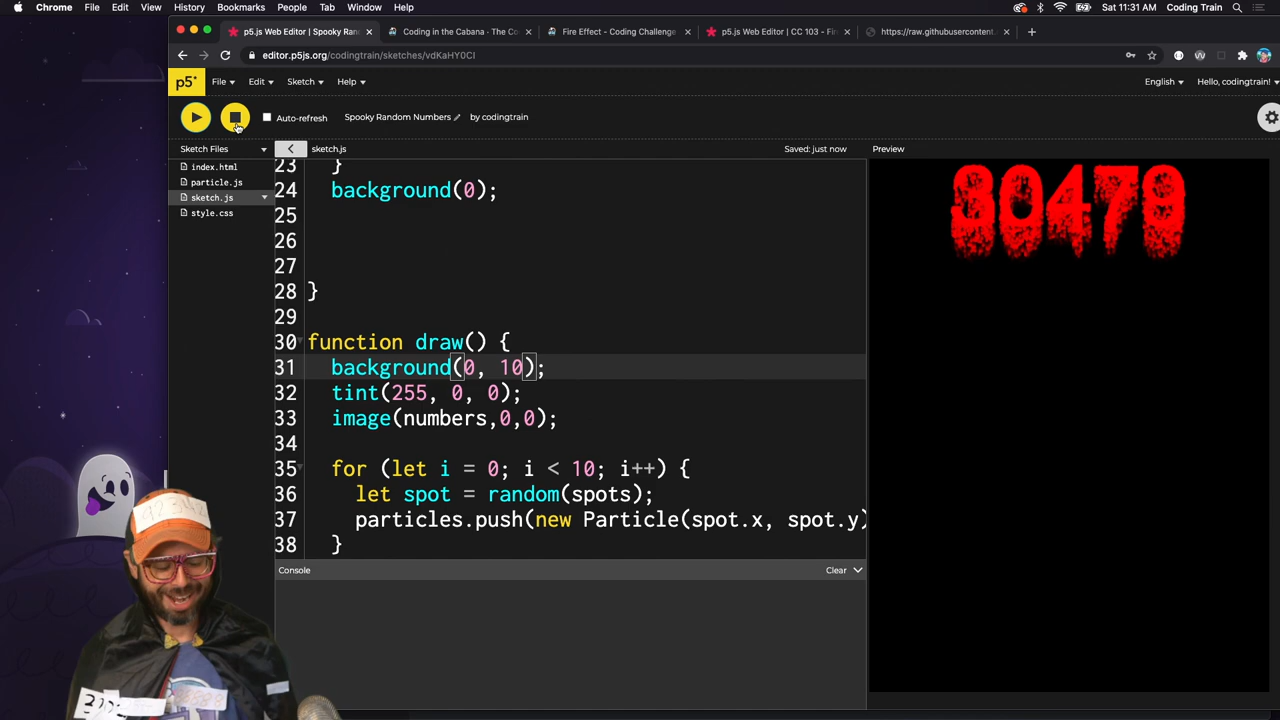 Chrome File Edit View History Bookmarks People Tab Window Help Sat 11:31 AM Coding Train
p5.js Web Editor | Spooky Ran Coding in the Cabana · The Co Fire Effect - Coding Challenge p5.js Web Editor | CC 103 - Fi https://raw.githubusercontent.
editor.p5js.org/codingtrain/sketches/vdKaHY0CI
p5* File Edit Sketch Help English Hello, codingtrain!
Auto-refresh Spooky Random Numbers by codingtrain
Sketch Files sketch.js Saved: just now Preview
index.html
particle.js
sketch.js
style.css
23 }
24 background(0);
25
26
27
28 }
29
30 function draw() {
31 background(0, 10);
32 tint(255, 0, 0);
33 image(numbers,0,0);
34
35 for (let i = 0; i < 10; i++) {
36 let spot = random(spots);
37 particles.push(new Particle(spot.x, spot.y)
38 }
Console Clear
30479